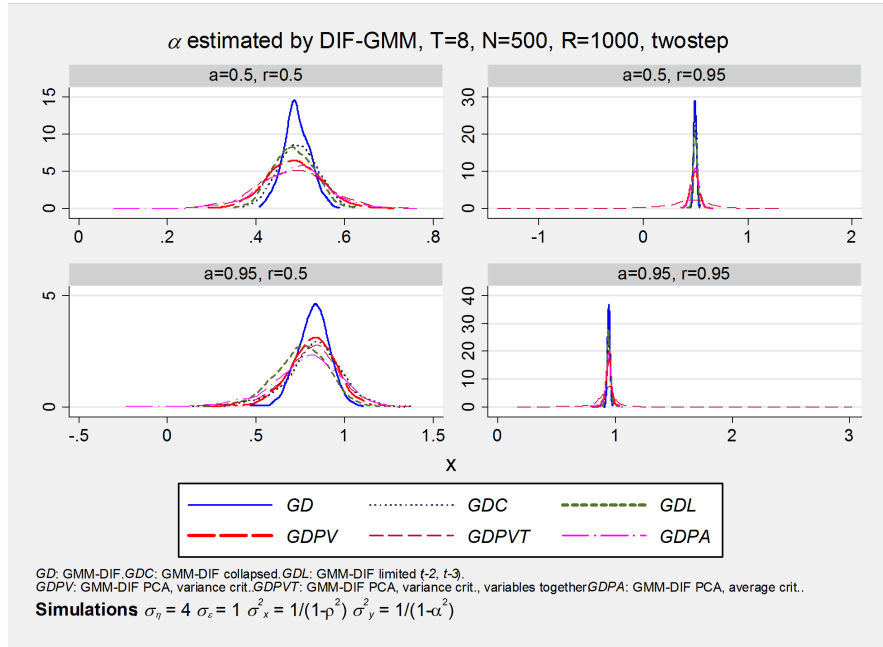 α estimated by DIF-GMM, T=8, N=500, R=1000, twostep
a=0.5, r=0.5
a=0.5, r=0.95
15
10
5
0
0 .2 .4 .6 .8
30
20
10
0
-1 0 1 2
a=0.95, r=0.5
a=0.95, r=0.95
5
0
-.5 0 .5 1 1.5
40
30
20
10
0
0 1 2 3
x
GD GDC GDL
GDPV GDPVT GDPA
GD: GMM-DIF.GDC: GMM-DIF collapsed.GDL: GMM-DIF limited (t-2, t-3).
GDPV: GMM-DIF PCA, variance crit..GDPVT: GMM-DIF PCA, variance crit., variables togetherGDPA: GMM-DIF PCA, average crit..
Simulations σ_η = 4 σ_ε = 1 σ²_x = 1/(1-ρ²) σ²_y = 1/(1-α²)